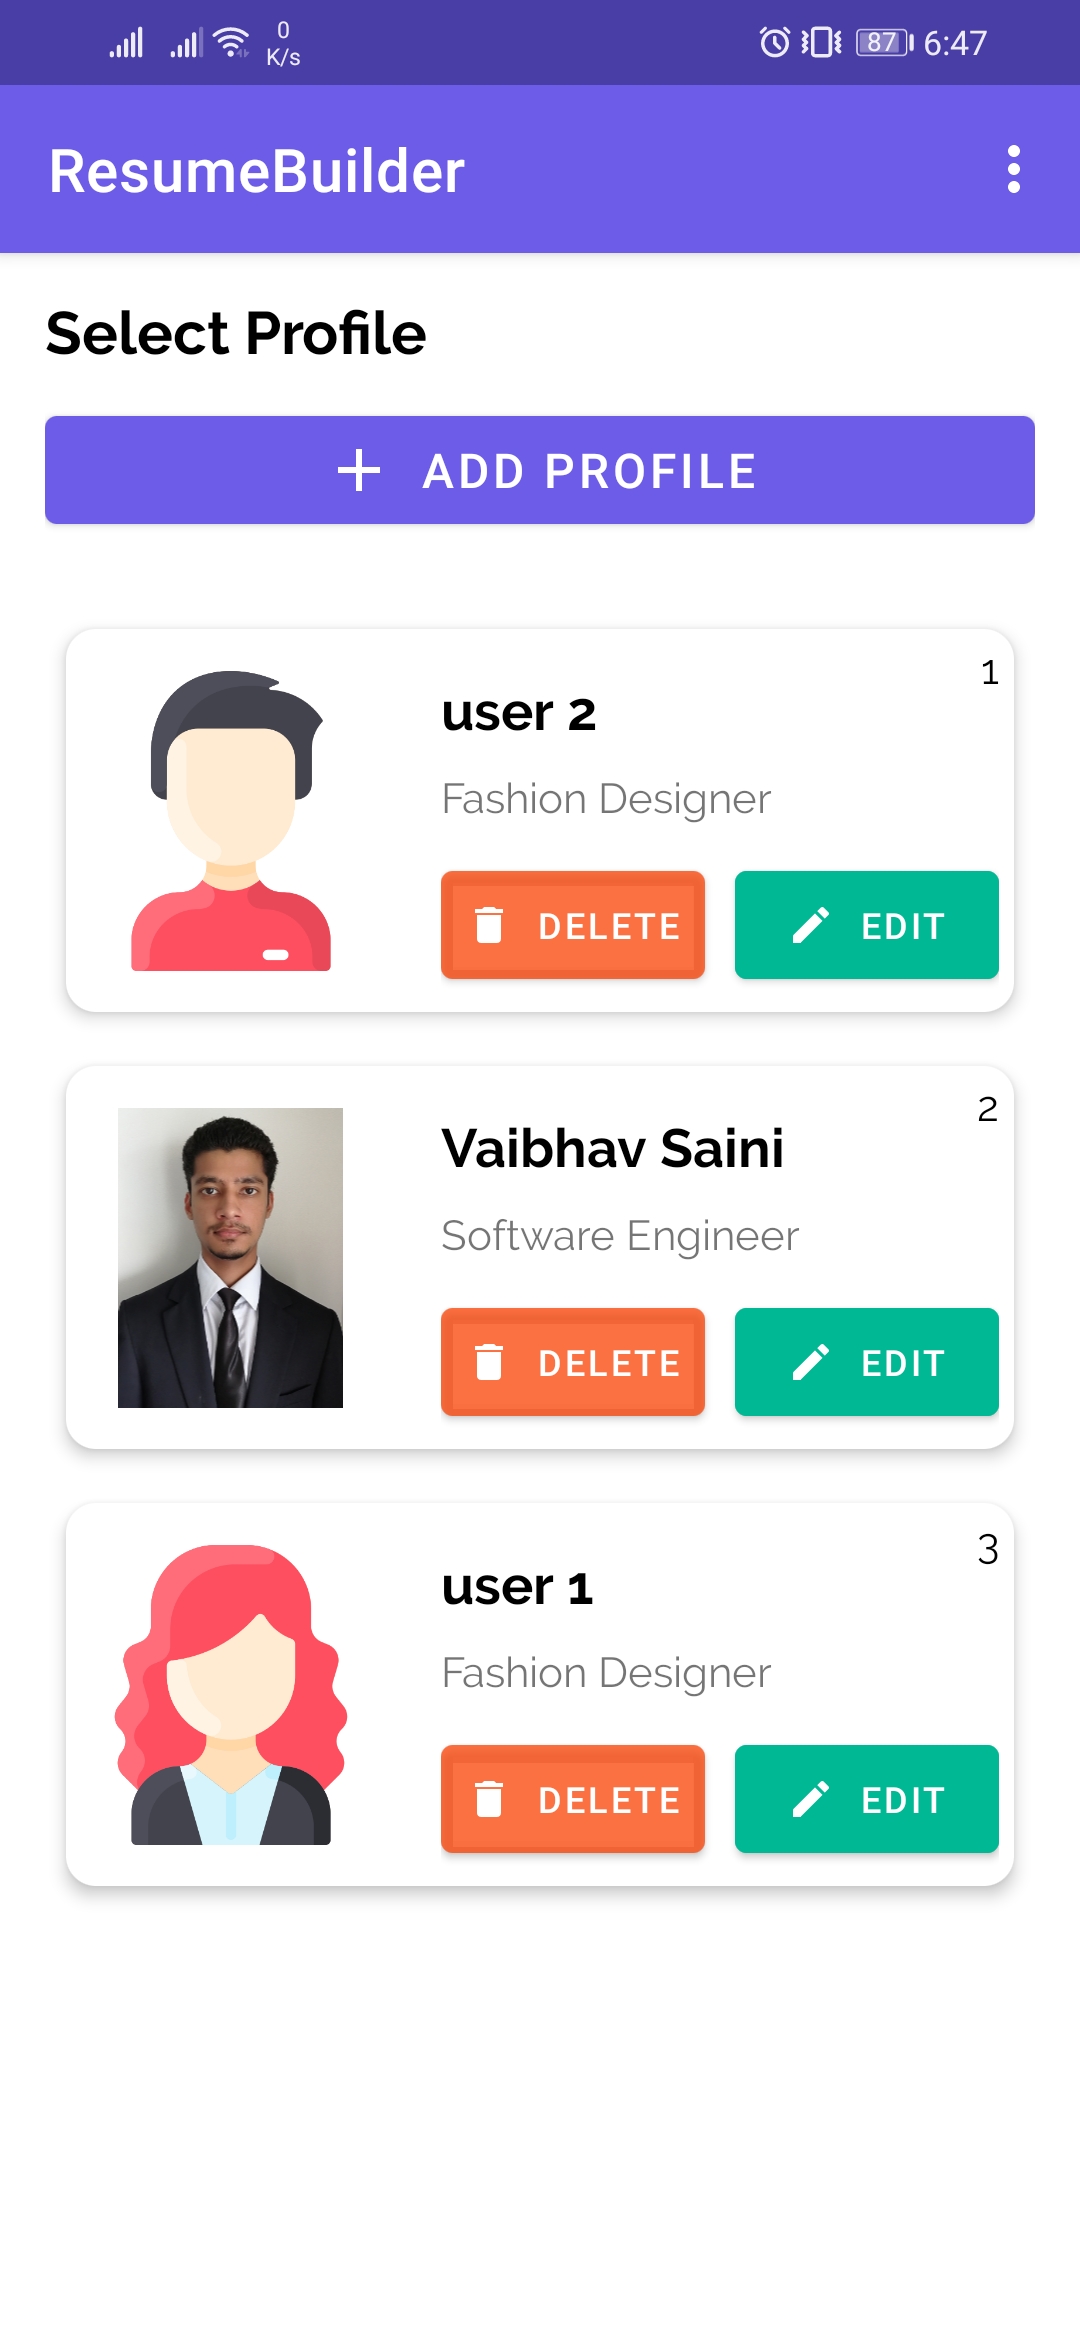 0
K/s
87 6:47
ResumeBuilder
Select Profile
ADD PROFILE
1
user 2
Fashion Designer
DELETE EDIT
2
Vaibhav Saini
Software Engineer
DELETE EDIT
3
user 1
Fashion Designer
DELETE EDIT